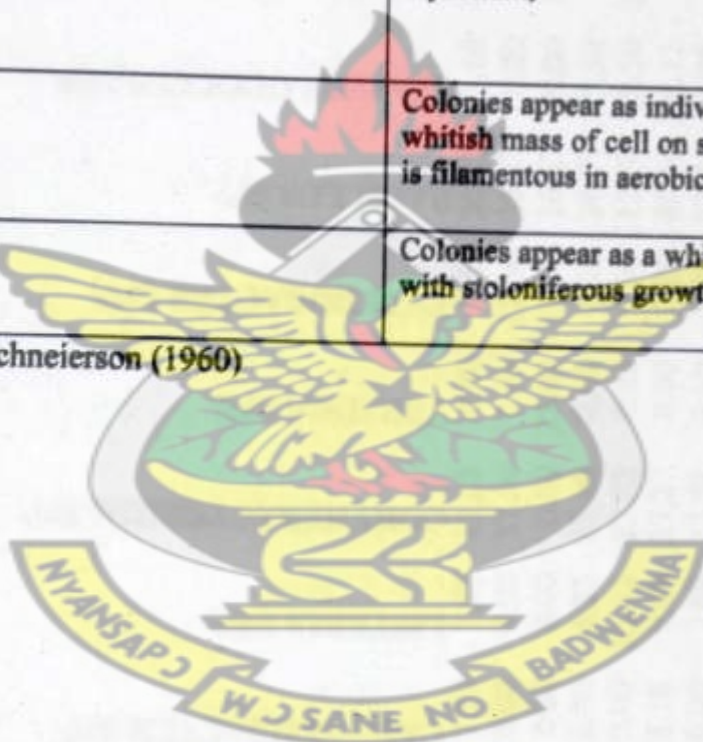 Colonies appear as indiv
whitish mass of cell on s
is filamentous in aerobic
Colonies appear as a whi
with stoloniferous growt
chneierson (1960)
NYANSAPƆ WƆSANE NO BADWENMA